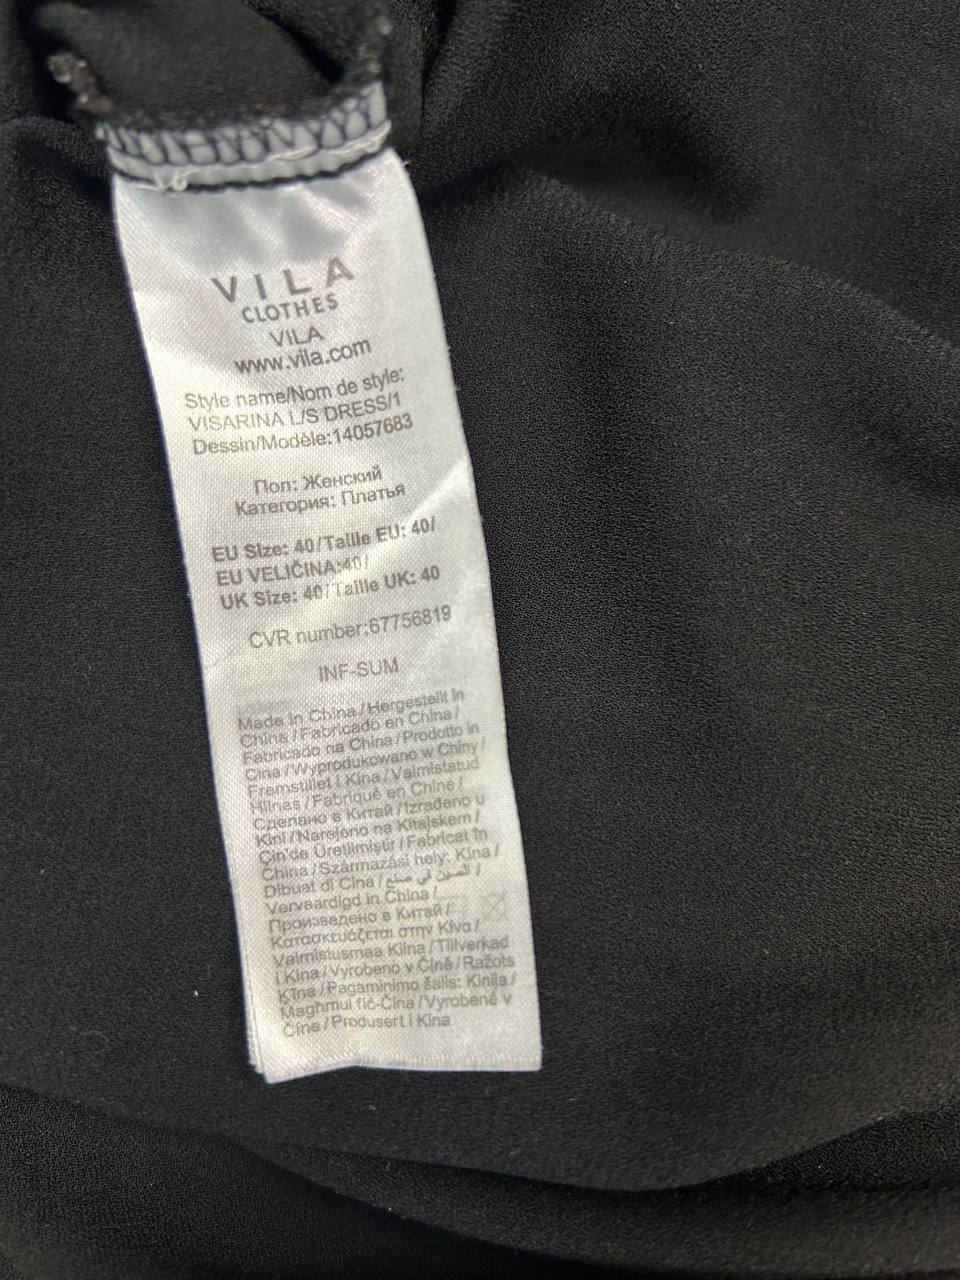 VILA
CLOTHES
VILA
www.vila.com
Style name/Nom de style:
VISARINA L/S DRESS/1
Dessin/Modèle:14057683
Пол: Женский
Категория: Платья
EU Size: 40/Taille EU: 40/
EU VELIČINA:40/
UK Size: 40/Taille UK: 40
CVR number:67756819
INF-SUM
Made in China/Hergestellt in
China/Fabricado en China/
Fabricado na China/Prodotto in
Cina/Wyprodukowano w Chiny/
Fremstillet i Kina/Valmistatud
Hiinas/Fabriqué en Chine/
Сделано в Китай/Izrađeno u
Kini/Narejeno na Kitajskem/
Çin'de Üretilmiştir/Fabricat în
China/Származási hely: Kína/
Dibuat di Cina/الصين في صنع/
Vervaardigd in China/
Произведено в Китай/
Κατασκευάζεται στην Κίνα/
Valmistusmaa Kiina/Tillverkad
i Kina/Vyrobeno v Číně/Ražots
Ķīna/Pagaminimo šalis: Kinija/
Maghmul fiċ-Ċina/Vyrobené v
Číne/Produsert i Kina